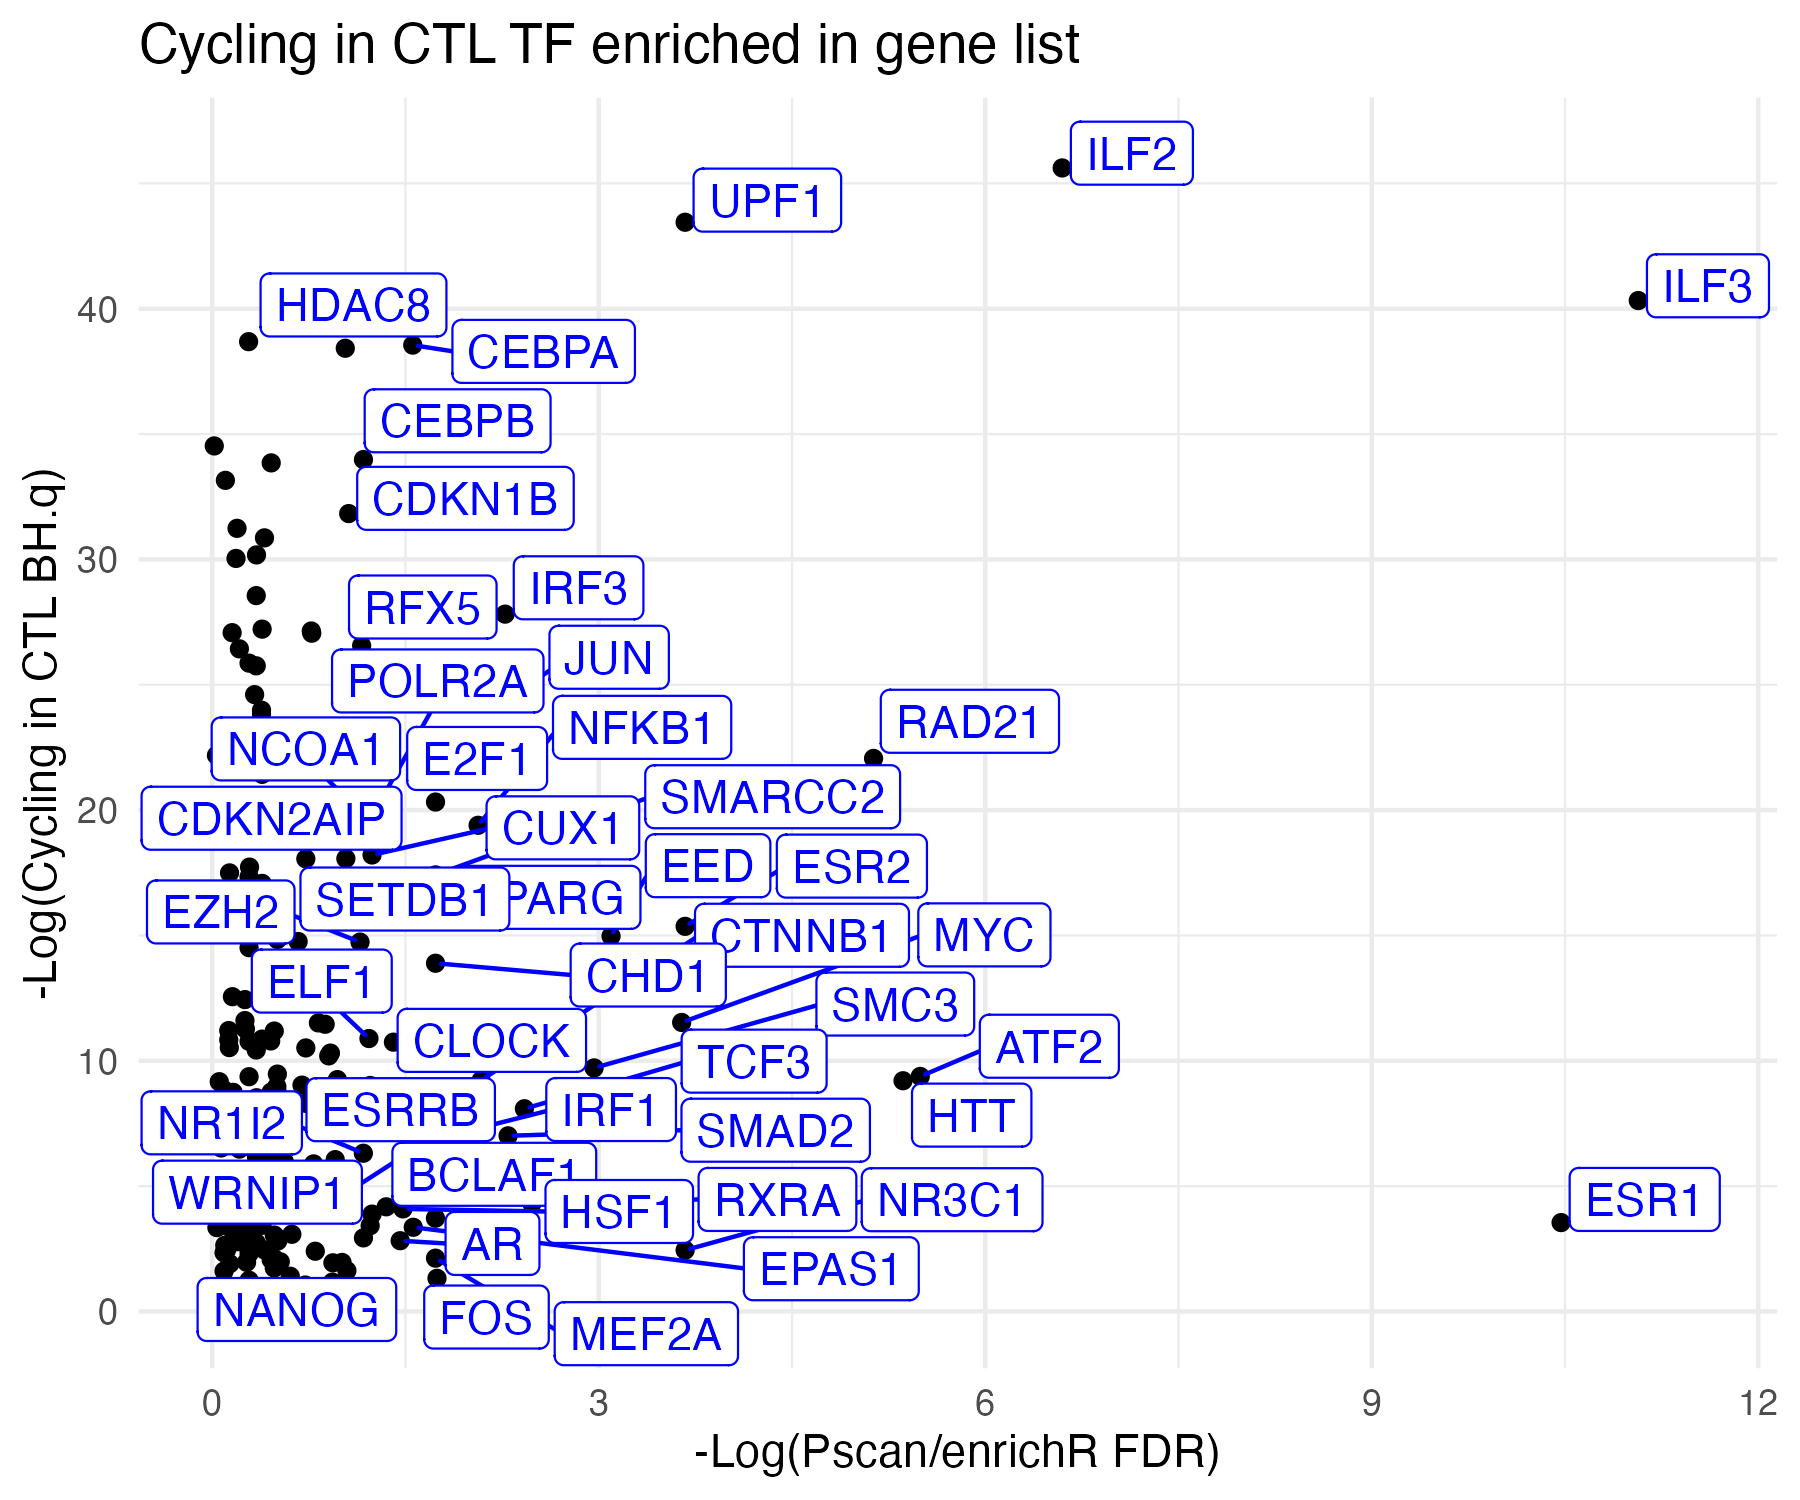 Cycling in CTL TF enriched in gene list
ILF2
UPF1
ILF3
HDAC8
CEBPA
CEBPB
CDKN1B
IRF3
RFX5
JUN
POLR2A
NFKB1
RAD21
NCOA1
E2F1
SMARCC2
CDKN2AIP
CUX1
EED
ESR2
SETDB1
PARG
EZH2
CTNNB1
MYC
CHD1
ELF1
SMC3
CLOCK
TCF3
ATF2
NR1I2
ESRRB
IRF1
HTT
SMAD2
BCLAF1
WRNIP1
HSF1
RXRA
NR3C1
ESR1
AR
EPAS1
NANOG
FOS
MEF2A
40
30
20
10
0
0 3 6 9 12
-Log(Cycling in CTL BH.q)
-Log(Pscan/enrichR FDR)